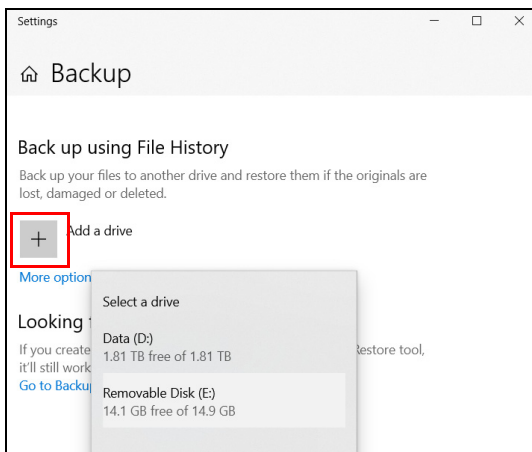 Settings
Backup
Back up using File History
Back up your files to another drive and restore them if the originals are
lost, damaged or deleted.
Add a drive
More option
Select a drive
Looking
Data (D:)
If you create
1.81 TB free of 1.81 TB
Restore tool,
it'll still work
Go to Backup
Removable Disk (E:)
14.1 GB free of 14.9 GB